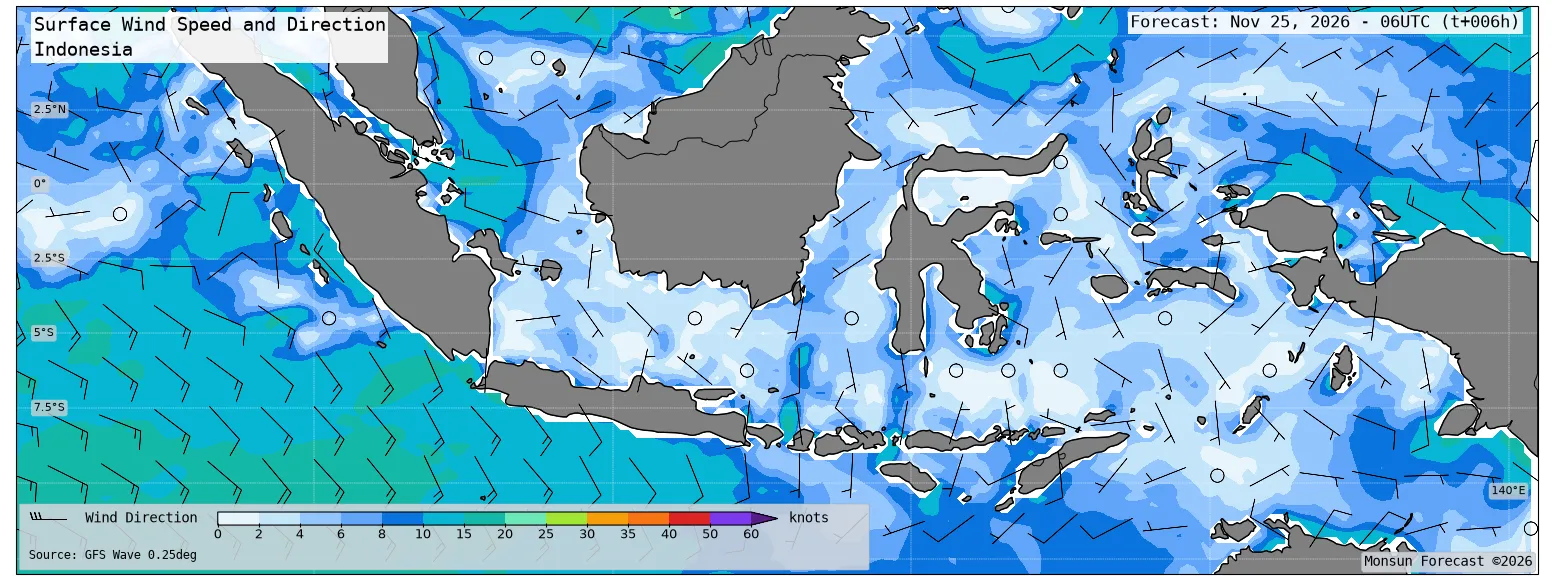 Surface Wind Speed and Direction
Indonesia
Forecast: Nov 25, 2026 - 06UTC (t+006h)
2.5°N
0°
2.5°S
5°S
7.5°S
140°E
Wind Direction
0 2 4 6 8 10 15 20 25 30 35 40 50 60
knots
Source: GFS Wave 0.25deg
Monsun Forecast ©2026